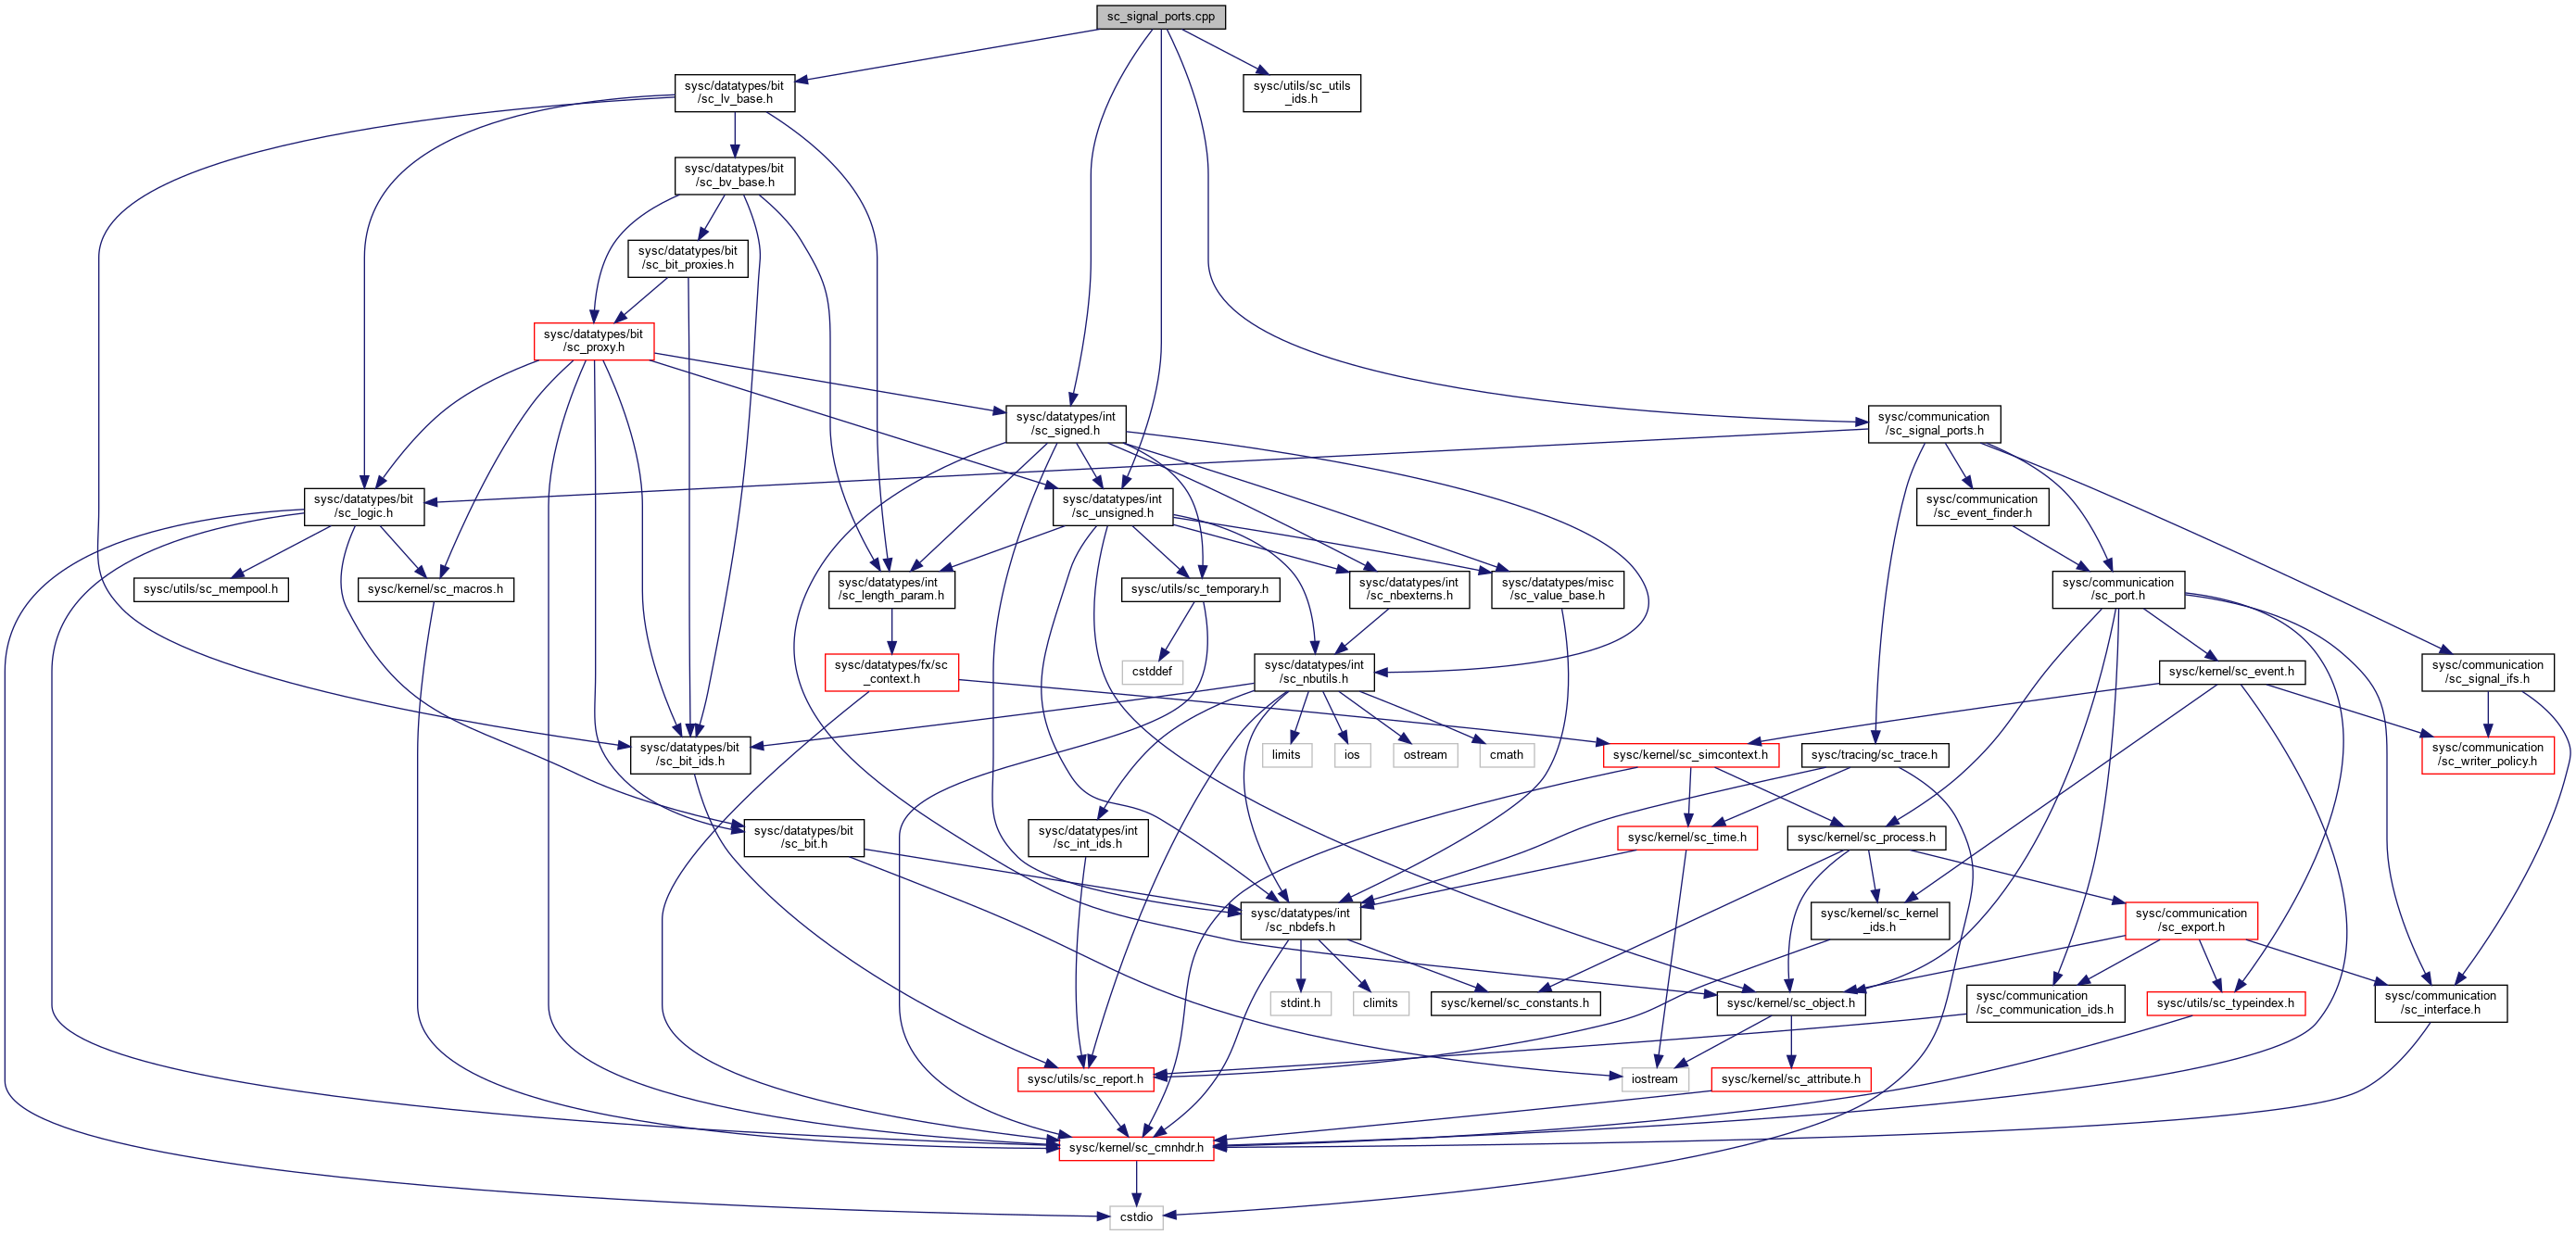 sc_signal_ports.cpp
sysc/datatypes/bit
/sc_lv_base.h
sysc/utils/sc_utils
_ids.h
sysc/datatypes/bit
/sc_bv_base.h
sysc/datatypes/bit
/sc_bit_proxies.h
sysc/datatypes/bit
/sc_proxy.h
sysc/datatypes/int
/sc_signed.h
sysc/communication
/sc_signal_ports.h
sysc/datatypes/bit
/sc_logic.h
sysc/datatypes/int
/sc_unsigned.h
sysc/communication
/sc_event_finder.h
sysc/utils/sc_mempool.h
sysc/kernel/sc_macros.h
sysc/datatypes/int
/sc_length_param.h
sysc/utils/sc_temporary.h
sysc/datatypes/int
/sc_nbexterns.h
sysc/datatypes/misc
/sc_value_base.h
sysc/communication
/sc_port.h
sysc/datatypes/fx/sc
_context.h
cstddef
sysc/datatypes/int
/sc_nbutils.h
sysc/kernel/sc_event.h
sysc/communication
/sc_signal_ifs.h
sysc/datatypes/bit
/sc_bit_ids.h
limits
ios
ostream
cmath
sysc/kernel/sc_simcontext.h
sysc/tracing/sc_trace.h
sysc/communication
/sc_writer_policy.h
sysc/datatypes/bit
/sc_bit.h
sysc/datatypes/int
/sc_int_ids.h
sysc/kernel/sc_time.h
sysc/kernel/sc_process.h
sysc/datatypes/int
/sc_nbdefs.h
sysc/kernel/sc_kernel
_ids.h
sysc/communication
/sc_export.h
stdint.h
climits
sysc/kernel/sc_constants.h
sysc/kernel/sc_object.h
sysc/communication
/sc_communication_ids.h
sysc/utils/sc_typeindex.h
sysc/communication
/sc_interface.h
sysc/utils/sc_report.h
iostream
sysc/kernel/sc_attribute.h
sysc/kernel/sc_cmnhdr.h
cstdio